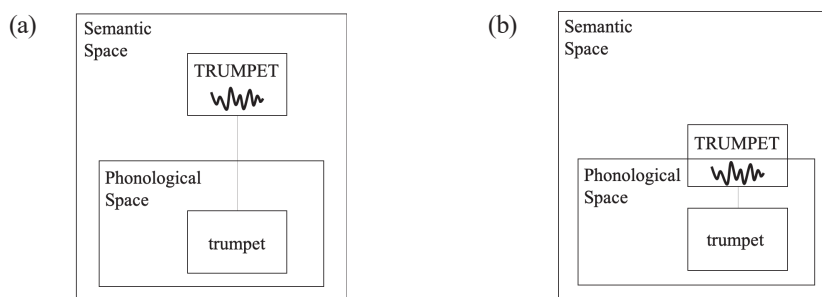 (a)
Semantic
Space
TRUMPET
Phonological
Space
trumpet
(b)
Semantic
Space
TRUMPET
Phonological
Space
trumpet